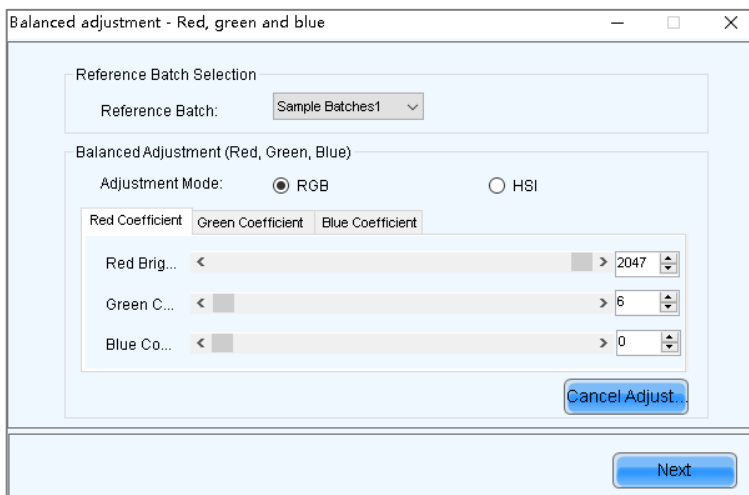 Balanced adjustment - Red, green and blue
Reference Batch Selection
Reference Batch: Sample Batches1
Balanced Adjustment (Red, Green, Blue)
Adjustment Mode: RGB HSI
Red Coefficient Green Coefficient Blue Coefficient
Red Brig... 2047
Green C... 6
Blue Co... 0
Cancel Adjust...
Next